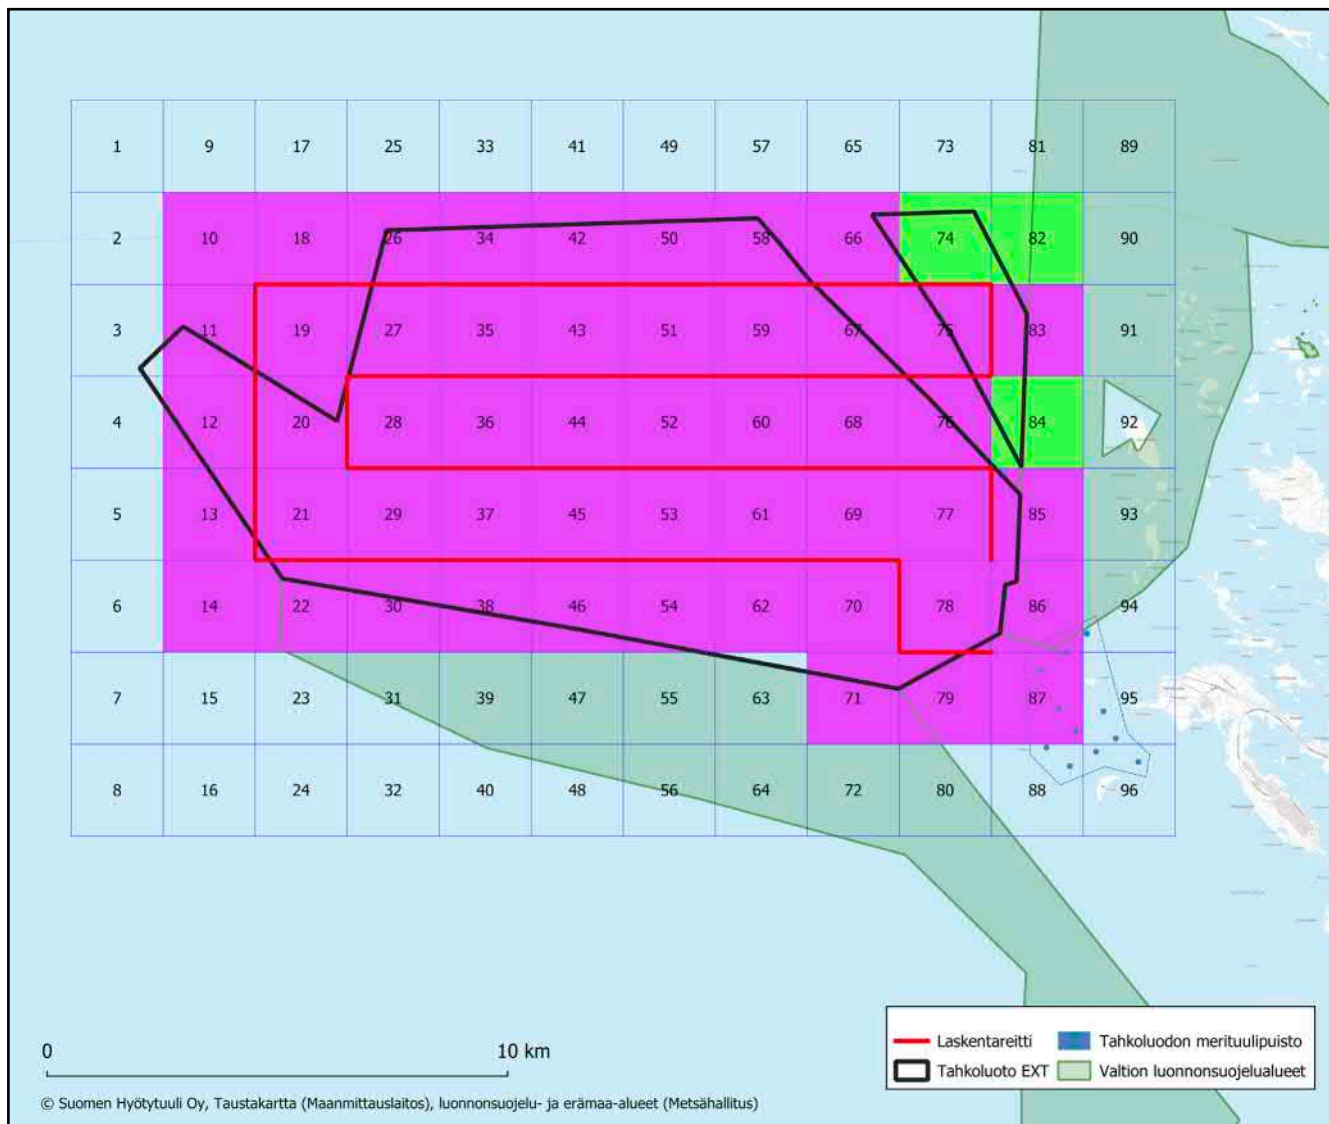 1 9 17 25 33 41 49 57 65 73 81 89
2 10 18 26 34 42 50 58 66 74 82 90
3 11 19 27 35 43 51 59 67 75 83 91
4 12 20 28 36 44 52 60 68 76 84 92
5 13 21 29 37 45 53 61 69 77 85 93
6 14 22 30 38 46 54 62 70 78 86 94
7 15 23 31 39 47 55 63 71 79 87 95
8 16 24 32 40 48 56 64 72 80 88 96
Laskentareitti
Tahkoluodon merituulipuisto
Tahkoluoto EXT
Valtion luonnonsuojelualueet
0 10 km
© Suomen Hyötytuuli Oy, Taustakartta (Maanmittauslaitos), luonnonsuojelu- ja erämaa-alueet (Metsähallitus)